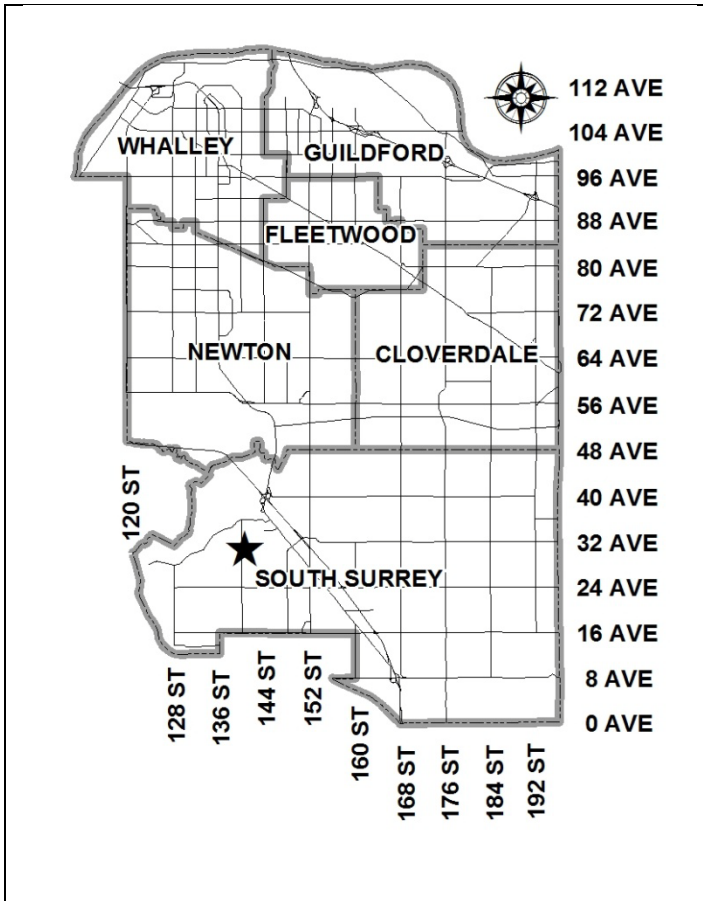 112 AVE
104 AVE
WHALLEY
GUILDFORD
96 AVE
88 AVE
FLEETWOOD
80 AVE
72 AVE
NEWTON
CLOVERDALE
64 AVE
56 AVE
48 AVE
120 ST
40 AVE
32 AVE
SOUTH SURREY
24 AVE
16 AVE
8 AVE
0 AVE
128 ST
136 ST
144 ST
152 ST
160 ST
168 ST
176 ST
184 ST
192 ST